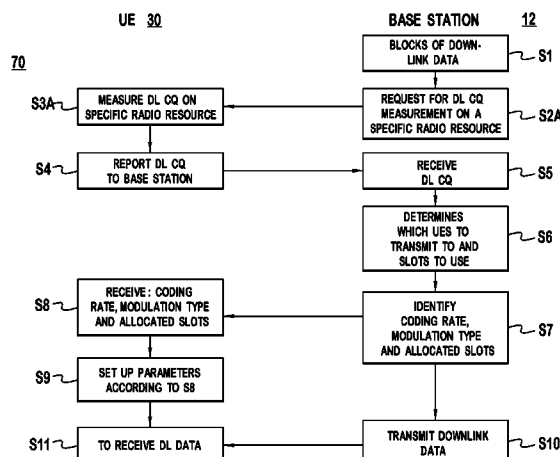 UE 30
BASE STATION 12
70
BLOCKS OF DOWN-
LINK DATA
S1
S3A
MEASURE DL CQ ON
SPECIFIC RADIO RESOURCE
REQUEST FOR DL CQ
MEASUREMENT ON A
SPECIFIC RADIO RESOURCE
S2A
S4
REPORT DL CQ
TO BASE STATION
RECEIVE
DL CQ
S5
DETERMINES
WHICH UES TO
TRANSMIT TO AND
SLOTS TO USE
S6
S8
RECEIVE: CODING
RATE, MODULATION TYPE
AND ALLOCATED SLOTS
IDENTIFY
CODING RATE,
MODULATION TYPE
AND ALLOCATED SLOTS
S7
S9
SET UP PARAMETERS
ACCORDING TO S8
S11
TO RECEIVE DL DATA
TRANSMIT DOWNLINK
DATA
S10